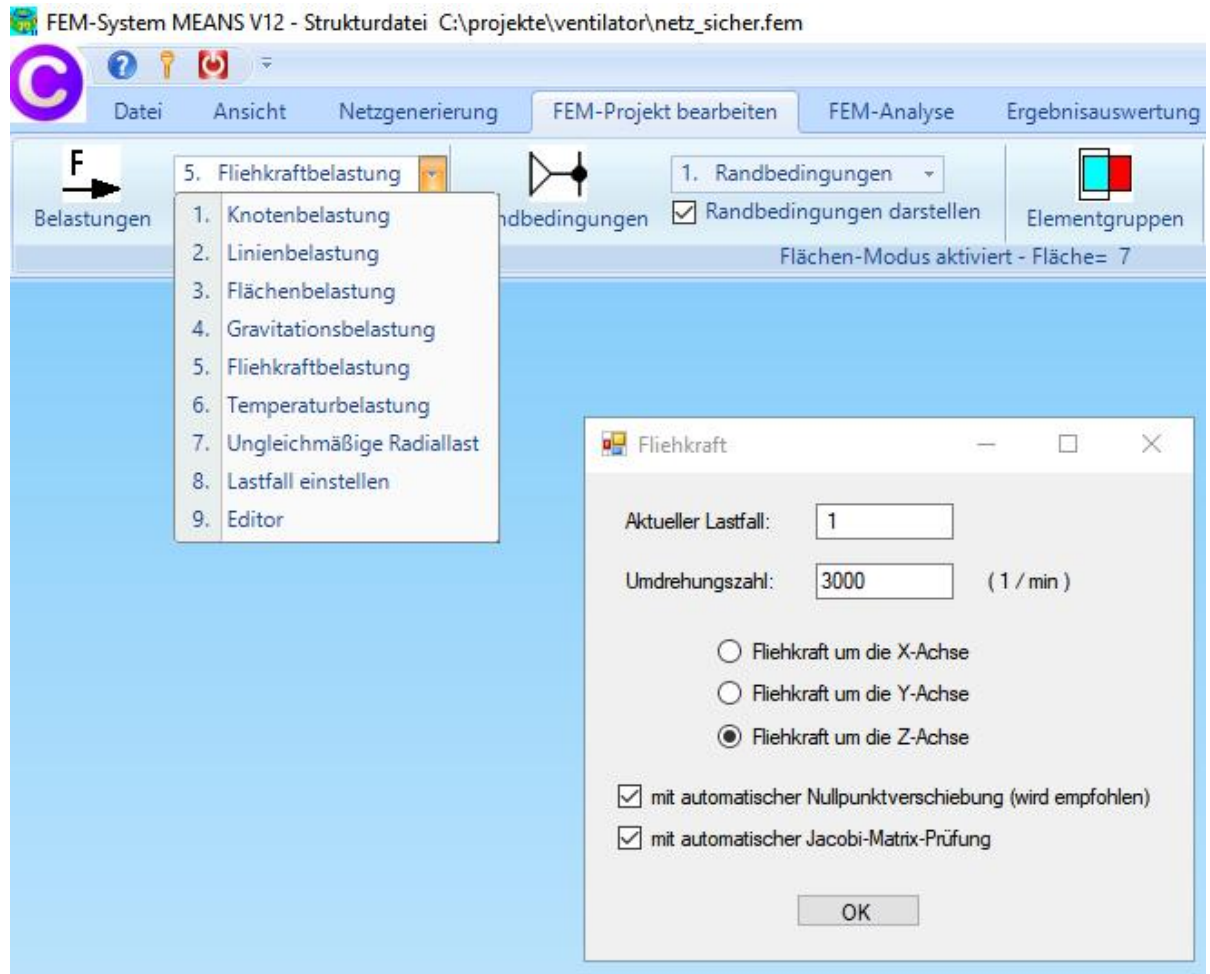 FEM-System MEANS V12 - Strukturdatei C:\projekte\ventilator\netz_sicher.fem
Datei Ansicht Netzgenerierung FEM-Projekt bearbeiten FEM-Analyse Ergebnisauswertung
F
5. Fliehkraftbelastung
1. Randbedingungen
Belastungen
ndbedingungen
Randbedingungen darstellen
Elementgruppen
Flächen-Modus aktiviert - Fläche= 7
1. Knotenbelastung
2. Linienbelastung
3. Flächenbelastung
4. Gravitationsbelastung
5. Fliehkraftbelastung
6. Temperaturbelastung
7. Ungleichmäßige Radiallast
8. Lastfall einstellen
9. Editor
Fliehkraft
Aktueller Lastfall: 1
Umdrehungszahl: 3000 ( 1 / min )
Fliehkraft um die X-Achse
Fliehkraft um die Y-Achse
Fliehkraft um die Z-Achse
mit automatischer Nullpunktverschiebung (wird empfohlen)
mit automatischer Jacobi-Matrix-Prüfung
OK